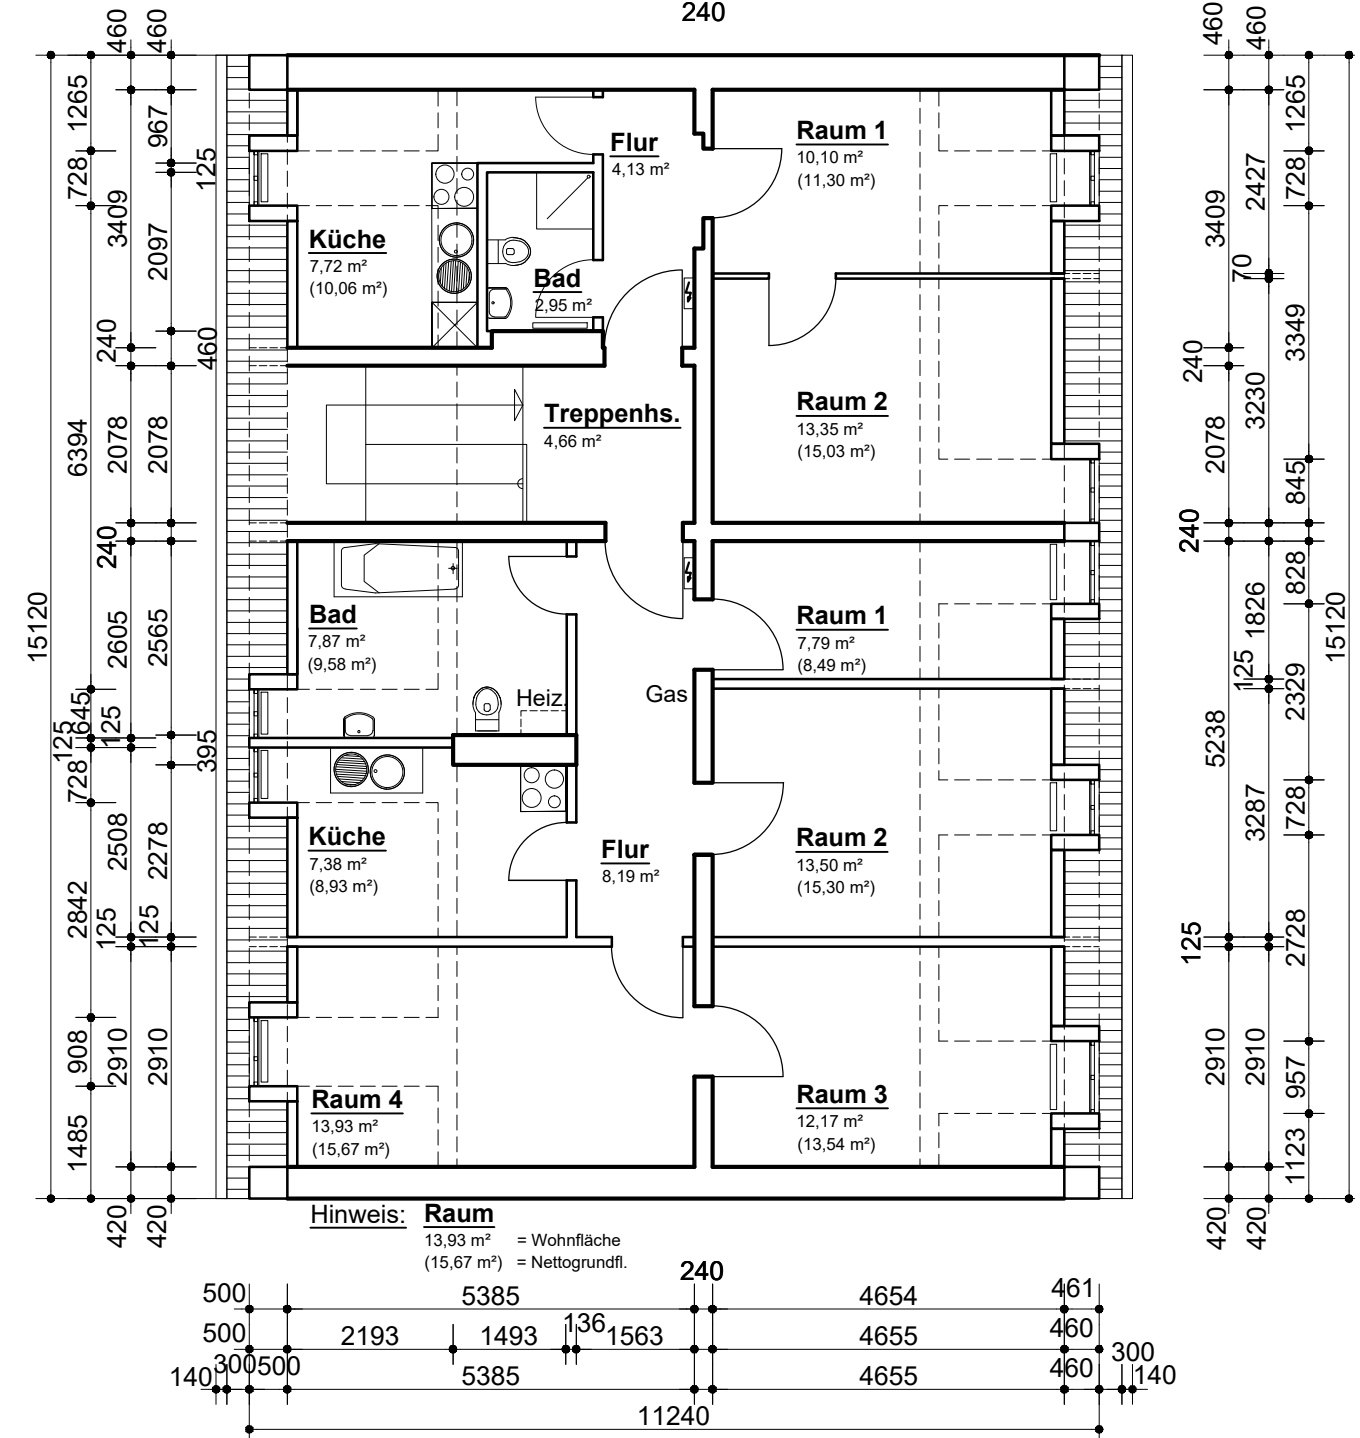 240
460
460
460
460
1265
967
1265
728
125
2427
728
3409
3409
2097
70
240
460
240
3349
3230
6394
2078
2078
2078
845
240
240
828
15120
2605
2565
1826
15120
645
125
125
125
2329
728
395
5238
2508
2278
3287
728
2842
125
125
125
2728
908
2910
2910
2910
2910
957
1485
1123
420
420
420
420
Flur
4,13 m²
Raum 1
10,10 m²
(11,30 m²)
Küche
7,72 m²
(10,06 m²)
Bad
2,95 m²
Treppenhs.
4,66 m²
Raum 2
13,35 m²
(15,03 m²)
Bad
7,87 m²
(9,58 m²)
Raum 1
7,79 m²
(8,49 m²)
Heiz.
Gas
Küche
7,38 m²
(8,93 m²)
Flur
8,19 m²
Raum 2
13,50 m²
(15,30 m²)
Raum 4
13,93 m²
(15,67 m²)
Raum 3
12,17 m²
(13,54 m²)
Hinweis: Raum
13,93 m² = Wohnfläche
(15,67 m²) = Nettogrundfl.
240
500 5385 4654 461
500 2193 1493 136 1563 4655 460
140 300 500 5385 4655 460 300 140
11240